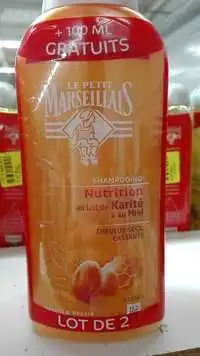 + 100 ML
GRATUITS
LE PETIT
MARSEILLAIS
SHAMPOOING
Nutrition
au Lait de Karité
& au Miel
CHEVEUX SECS,
CASSANTS
LOT DE 2